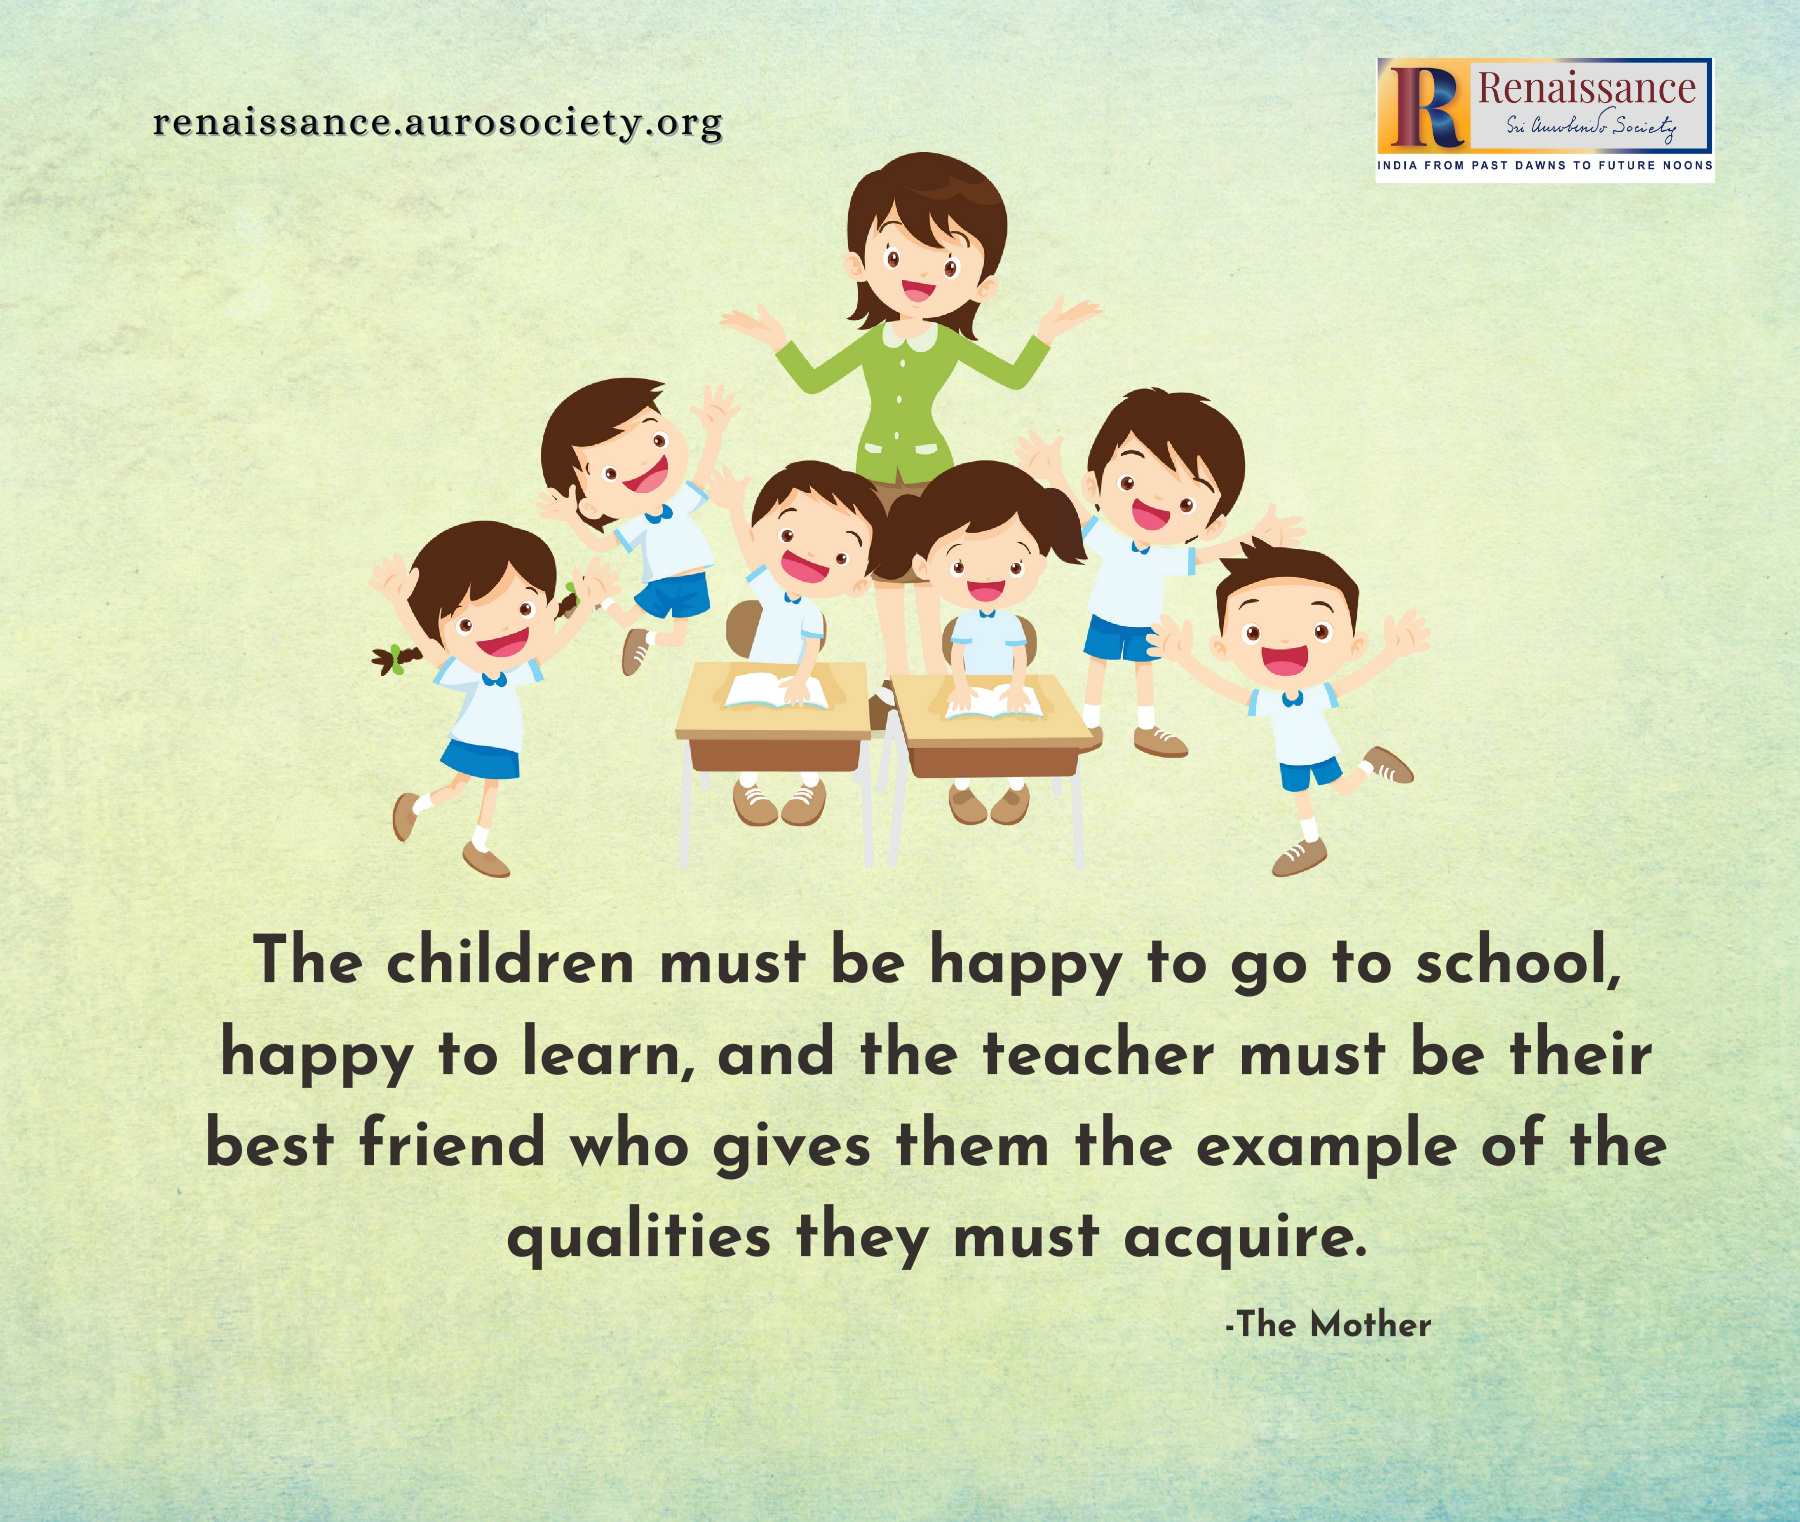 renaissance.aurosociety.org
R Renaissance
Sri Aurobindo Society
INDIA FROM PAST DAWNS TO FUTURE NOONS
The children must be happy to go to school,
happy to learn, and the teacher must be their
best friend who gives them the example of the
qualities they must acquire.
-The Mother